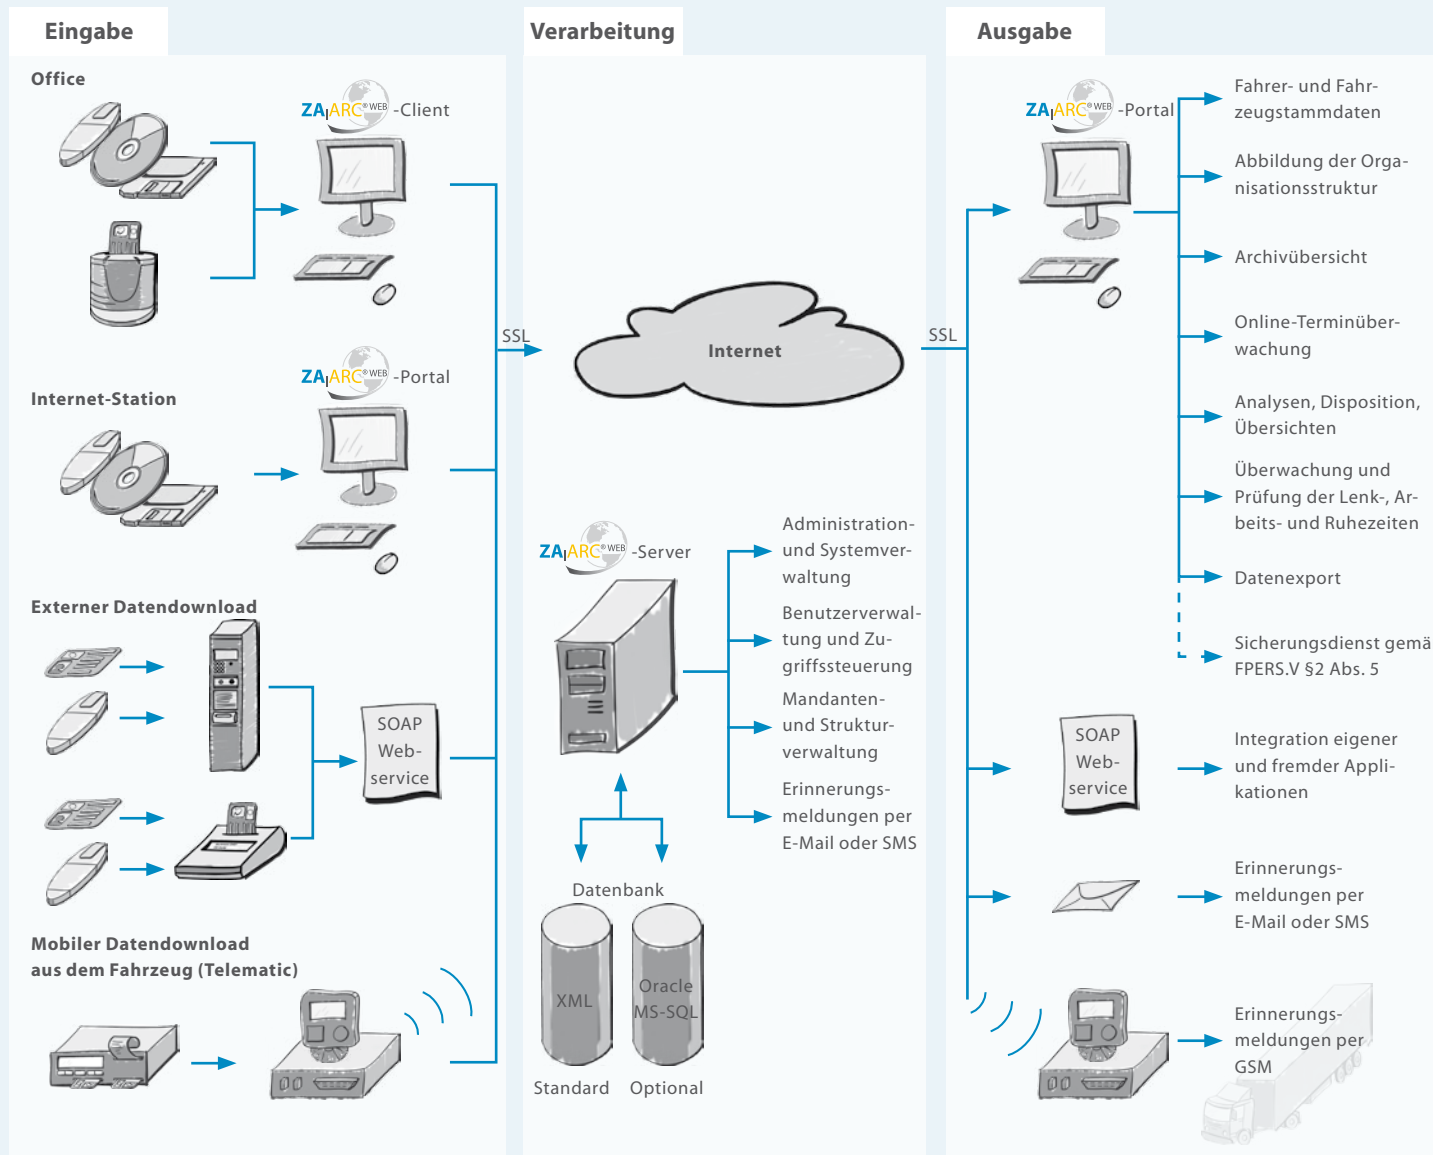 Eingabe
Office
ZA|ARC® WEB -Client
Internet-Station
ZA|ARC® WEB -Portal
Externer Datendownload
SOAP
Web-
service
Mobiler Datendownload
aus dem Fahrzeug (Telematic)
SSL
Verarbeitung
Internet
ZA|ARC® WEB -Server
Administration-
und Systemver-
waltung
Benutzerverwal-
tung und Zu-
griffssteuerung
Mandanten-
und Struktur-
verwaltung
Erinnerungs-
meldungen per
E-Mail oder SMS
Datenbank
XML
Oracle
MS-SQL
Standard
Optional
SSL
Ausgabe
ZA|ARC® WEB -Portal
Fahrer- und Fahr-
zeugstammdaten
Abbildung der Orga-
nisationsstruktur
Archivübersicht
Online-Terminüber-
wachung
Analysen, Disposition,
Übersichten
Überwachung und
Prüfung der Lenk-, Ar-
beits- und Ruhezeiten
Datenexport
Sicherungsdienst gemä
FPERS.V §2 Abs. 5
SOAP
Web-
service
Integration eigener
und fremder Appli-
kationen
Erinnerungs-
meldungen per
E-Mail oder SMS
Erinnerungs-
meldungen per
GSM